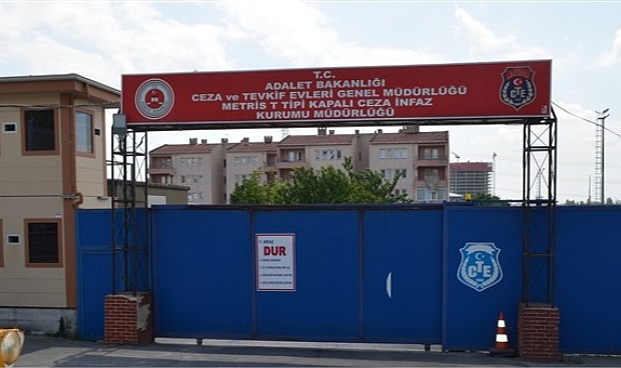 T.C.
ADALET BAKANLIĞI
CEZA ve TEVKİF EVLERİ GENEL MÜDÜRLÜĞÜ
METRİS T TİPİ KAPALI CEZA İNFAZ
KURUMU MÜDÜRLÜĞÜ
DUR
CTE